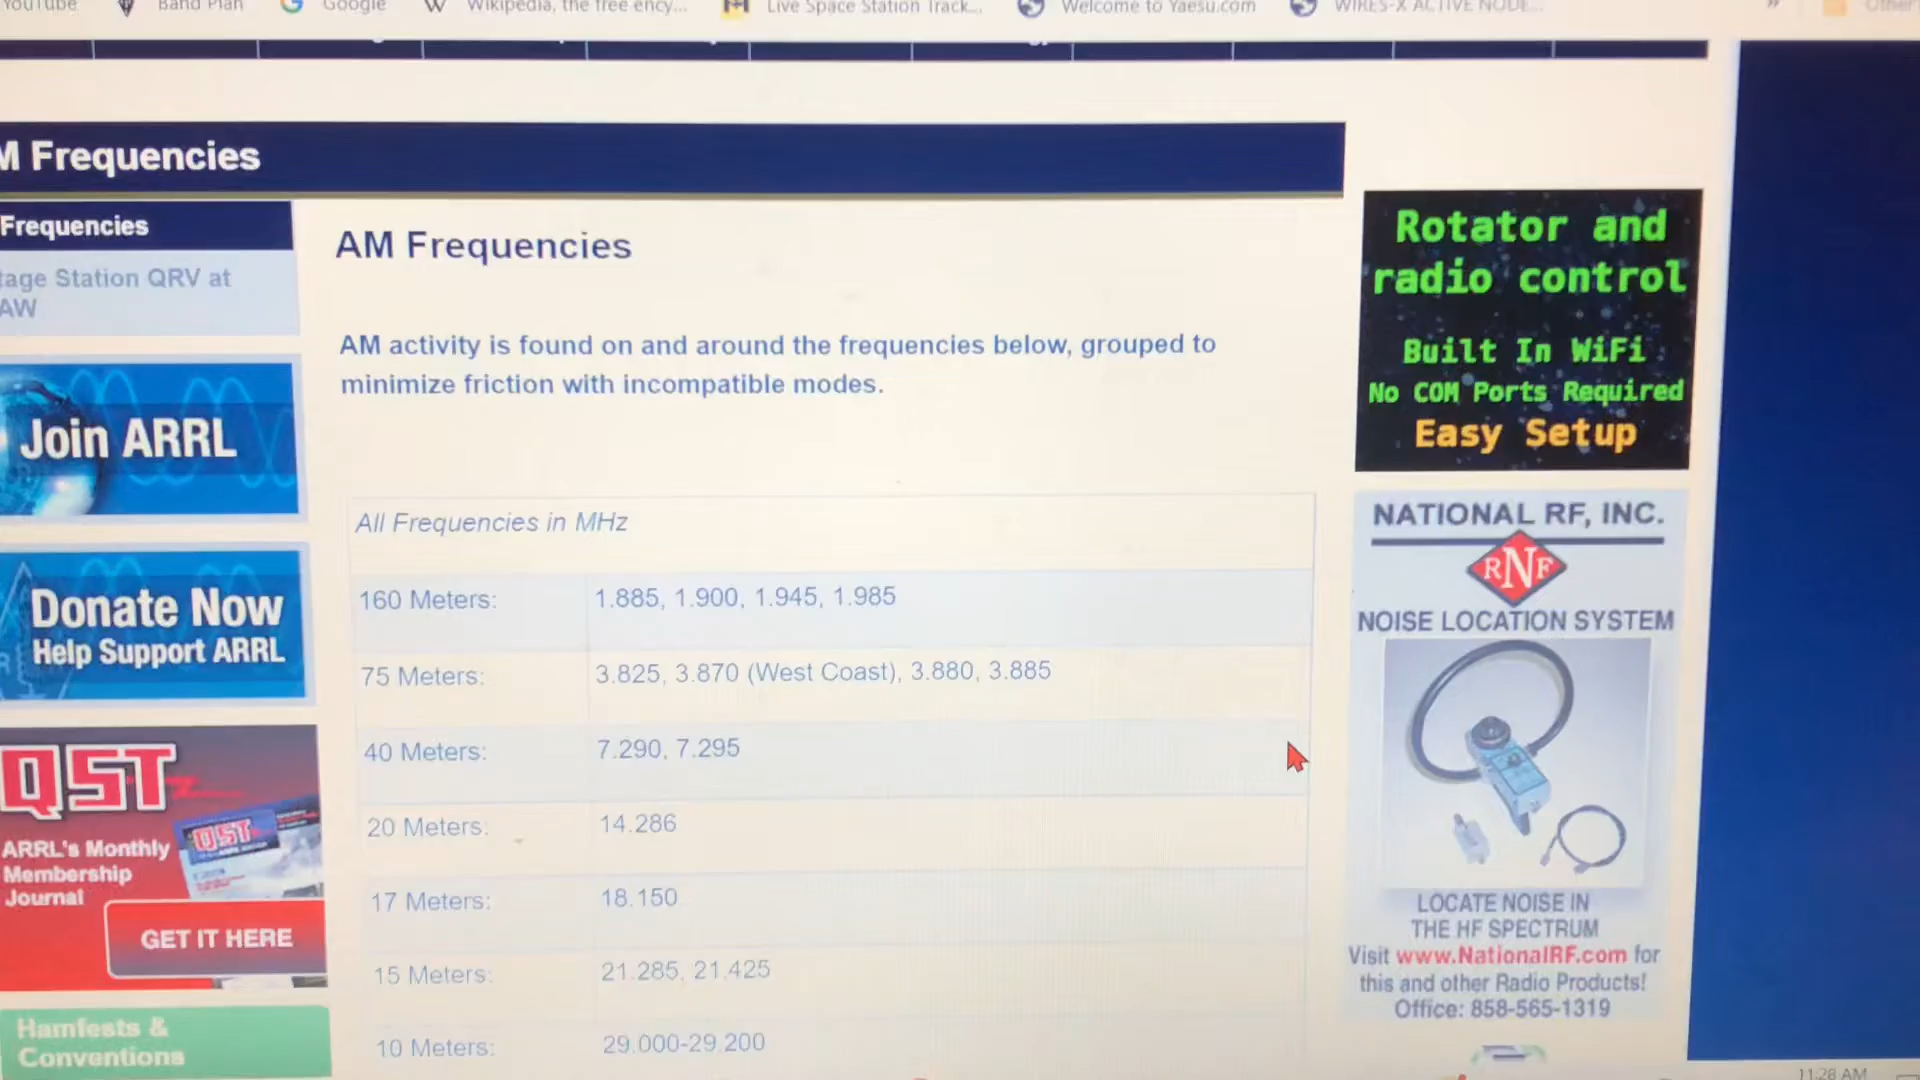 YouTube Band Plan Google Wikipedia, the free ency... Live Space Station Track... Welcome to Yaesu.com WIRES-X ACTIVE NODE... » Other
M Frequencies
Frequencies
tage Station QRV at
AW
Join ARRL
Donate Now
Help Support ARRL
QST
QST
ARRL's Monthly
Membership
Journal
GET IT HERE
Hamfests &
Conventions
AM Frequencies
AM activity is found on and around the frequencies below, grouped to
minimize friction with incompatible modes.
All Frequencies in MHz
160 Meters: 1.885, 1.900, 1.945, 1.985
75 Meters: 3.825, 3.870 (West Coast), 3.880, 3.885
40 Meters: 7.290, 7.295
20 Meters: 14.286
17 Meters: 18.150
15 Meters: 21.285, 21.425
10 Meters: 29.000-29.200
Rotator and
radio control
Built In WiFi
No COM Ports Required
Easy Setup
NATIONAL RF, INC.
RNF
NOISE LOCATION SYSTEM
LOCATE NOISE IN
THE HF SPECTRUM
Visit www.NationalRF.com for
this and other Radio Products!
Office: 858-565-1319
11:28 AM